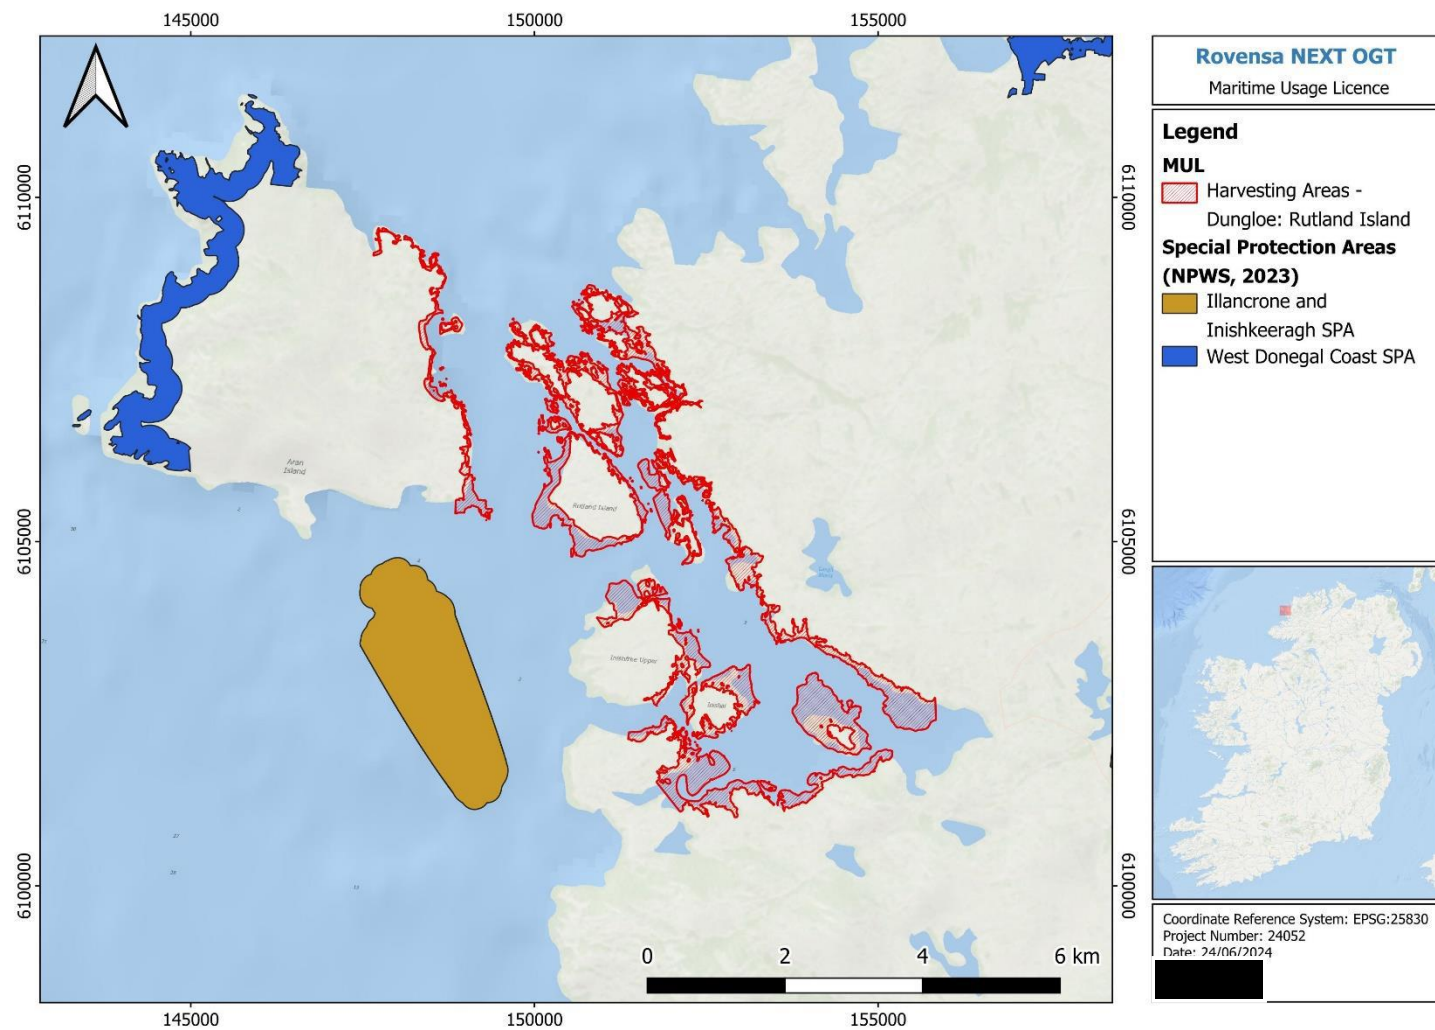 145000
150000
155000
Rovensa NEXT OGT
Maritime Usage Licence
Legend
MUL
Harvesting Areas -
Dungloe: Rutland Island
Special Protection Areas
(NPWS, 2023)
Illancrone and
Inishkeeragh SPA
West Donegal Coast SPA
6110000
6110000
Aran
Island
Rutland Island
6105000
6105000
Inishfree Upper
6100000
6100000
0
2
4
6 km
145000
150000
155000
Coordinate Reference System: EPSG:25830
Project Number: 24052
Date: 24/06/2024